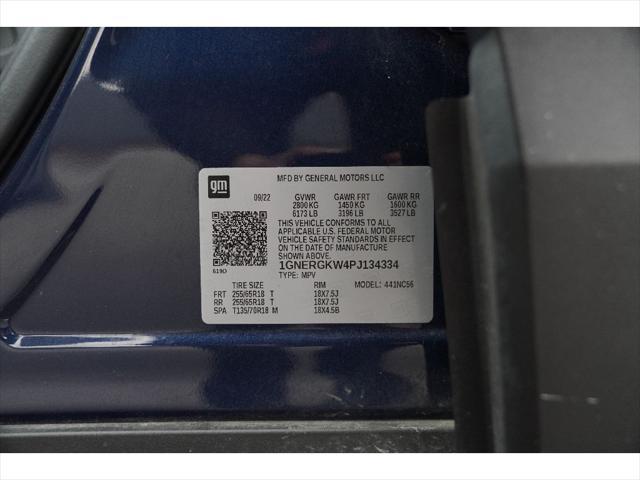 gm
MFD BY GENERAL MOTORS LLC
09/22 GVWR GAWR FRT GAWR RR
2800 KG 1450 KG 1600 KG
6173 LB 3196 LB 3527 LB
THIS VEHICLE CONFORMS TO ALL
APPLICABLE U.S. FEDERAL MOTOR
VEHICLE SAFETY STANDARDS IN EFFECT
ON THE DATE OF MANUFACTURE
SHOWN ABOVE.
619O 1GNERGKW4PJ134334
TYPE: MPV
TIRE SIZE RIM MODEL: 441NC56
FRT 255/65R18 T 18X7.5J
RR 255/65R18 T 18X7.5J
SPA T135/70R18 M 18X4.5B